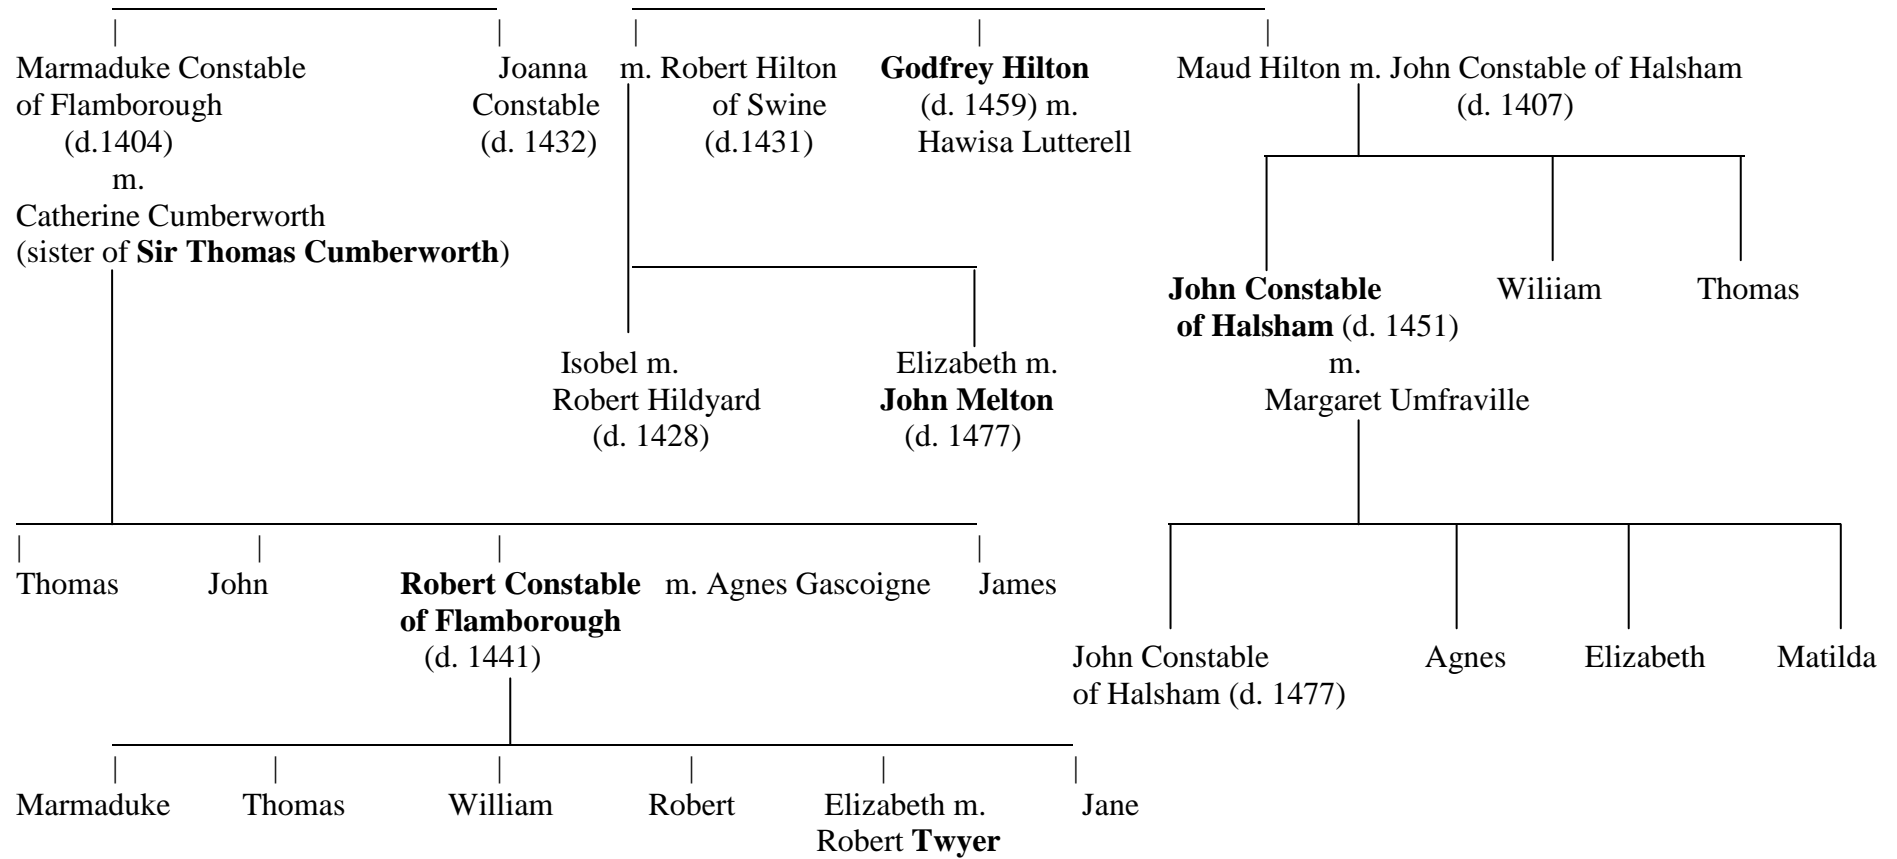 Marmaduke Constable Joanna m. Robert Hilton Godfrey Hilton Maud Hilton m. John Constable of Halsham
of Flamborough Constable of Swine (d. 1459) m. (d. 1407)
(d.1404) (d. 1432) (d.1431) Hawisa Lutterell
m.
Catherine Cumberworth
(sister of Sir Thomas Cumberworth)
John Constable Wiliiam Thomas
of Halsham (d. 1451)
Isobel m. Elizabeth m. m.
Robert Hildyard John Melton Margaret Umfraville
(d. 1428) (d. 1477)
Thomas John Robert Constable m. Agnes Gascoigne James
of Flamborough
(d. 1441) John Constable Agnes Elizabeth Matilda
of Halsham (d. 1477)
Marmaduke Thomas William Robert Elizabeth m. Jane
Robert Twyer